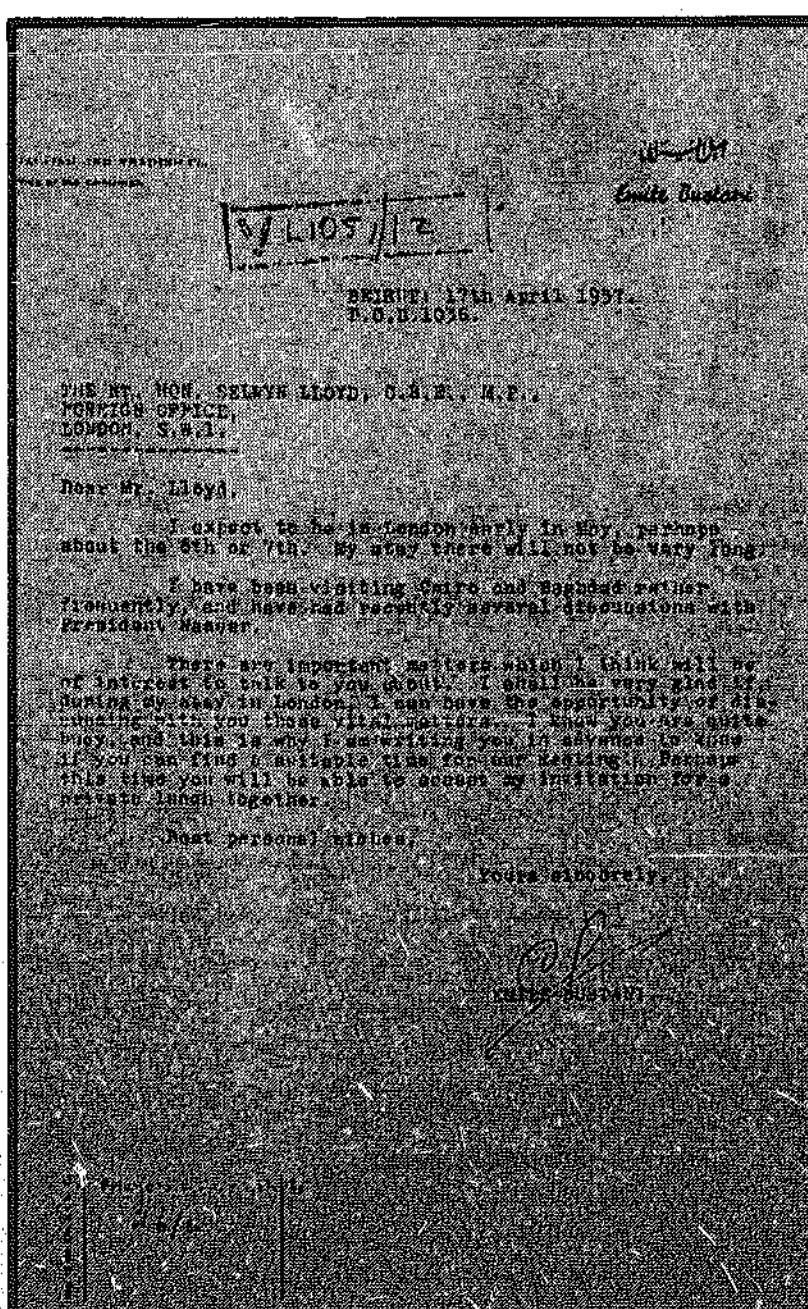 اميل البستاني
Emile Bustani
VL1051/12
BEIRUT: 17th April 1957.
P.O.B.1036.
THE RT. HON. SELWYN LLOYD, C.B.E., M.P.,
FOREIGN OFFICE,
LONDON, S.W.1.
Dear Mr. Lloyd,
I expect to be in London early in May, perhaps
about the 6th or 7th. My stay there will not be very long.
I have been visiting Cairo and Baghdad rather
frequently, and have had recently several discussions with
President Nasser.
There are important matters which I think will be
of interest to talk to you about. I shall be very glad if,
during my stay in London, I can have the opportunity of dis-
cussing with you these vital matters. I know you are quite
busy, and this is why I am writing you in advance to know
if you can find a suitable time for our meeting. Perhaps
this time you will be able to accept my invitation for a
private lunch together.
Best personal wishes,
Yours sincerely,
EMILE BUSTANI.